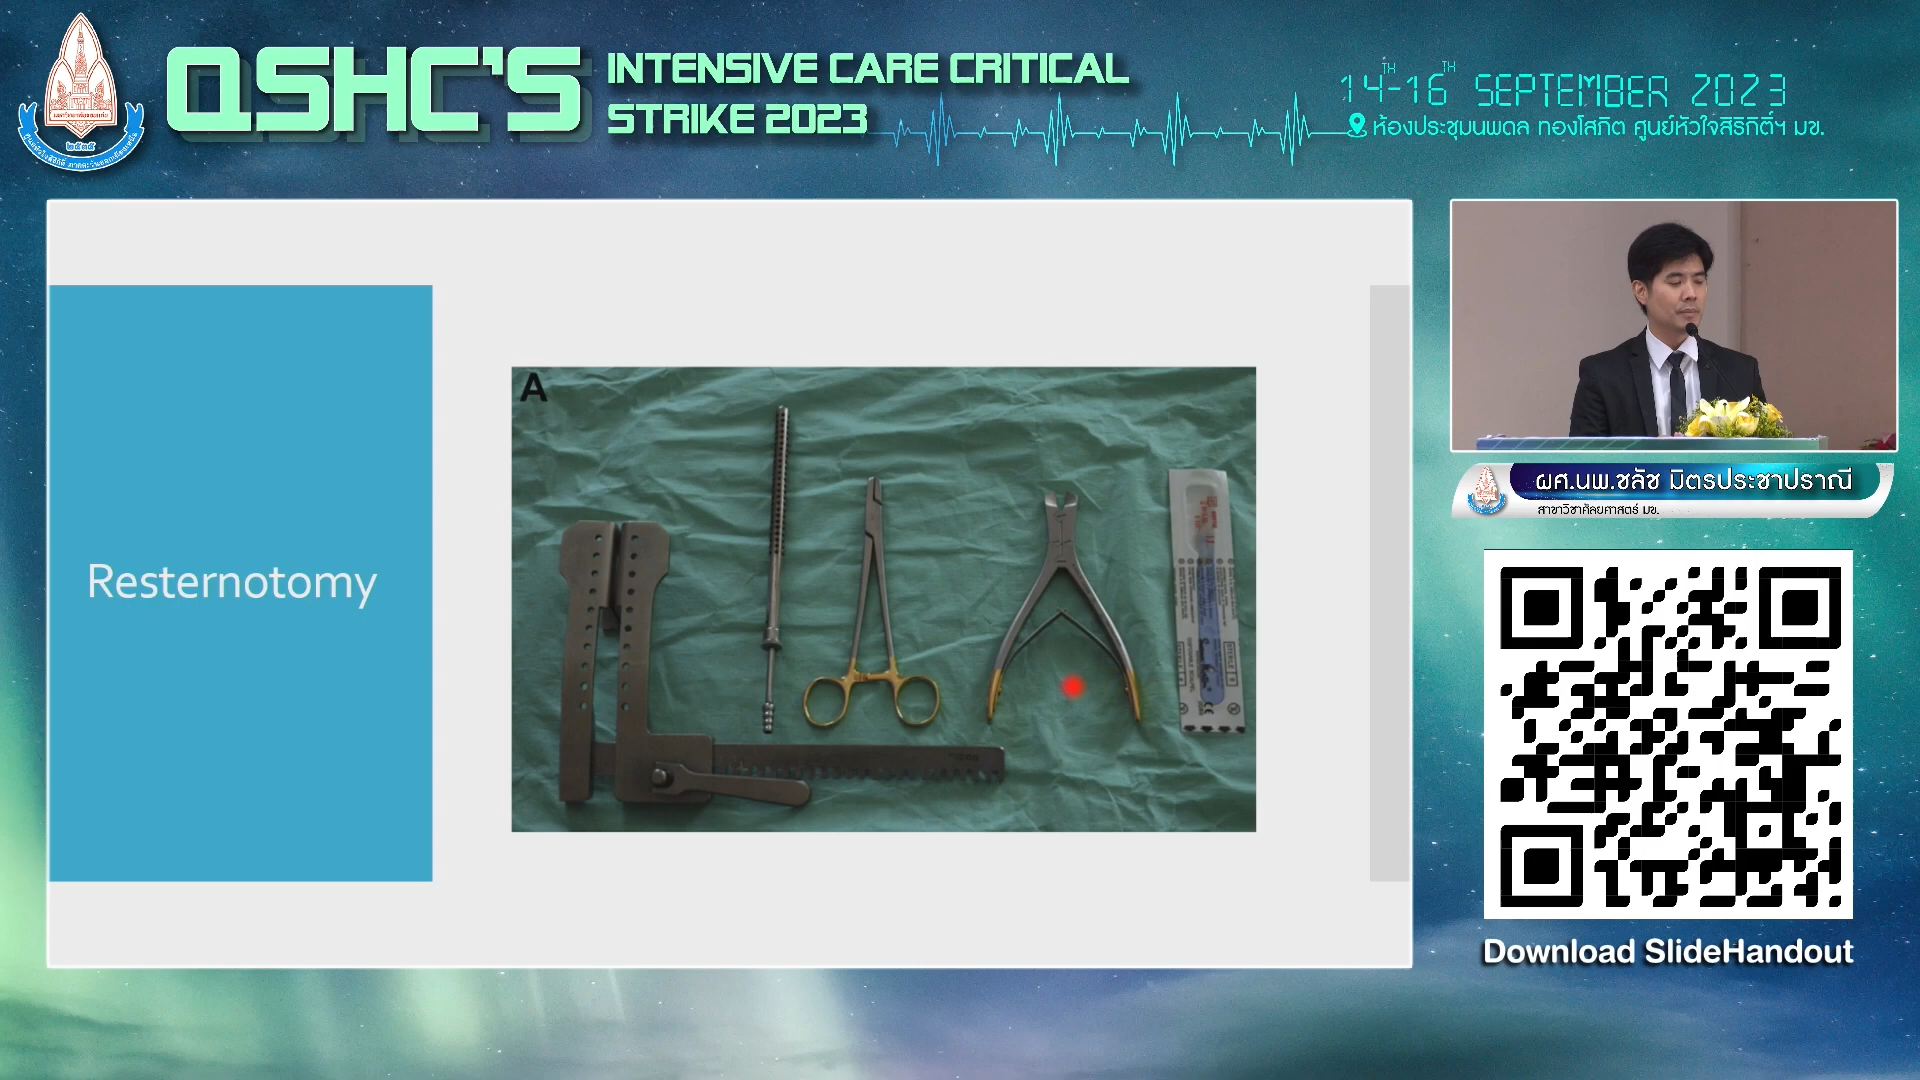 QSHC'S
INTENSIVE CARE CRITICAL
STRIKE 2023
14TH-16TH SEPTEMBER 2023
ห้องประชุมนพดล ทองโสภิต ศูนย์หัวใจสิริกิติ์ฯ มข.
A
Resternotomy
ผศ.นพ.ชลัช มิตรประชาปราณี
สาขาวิชาศัลยศาสตร์ มข.
Download SlideHandout